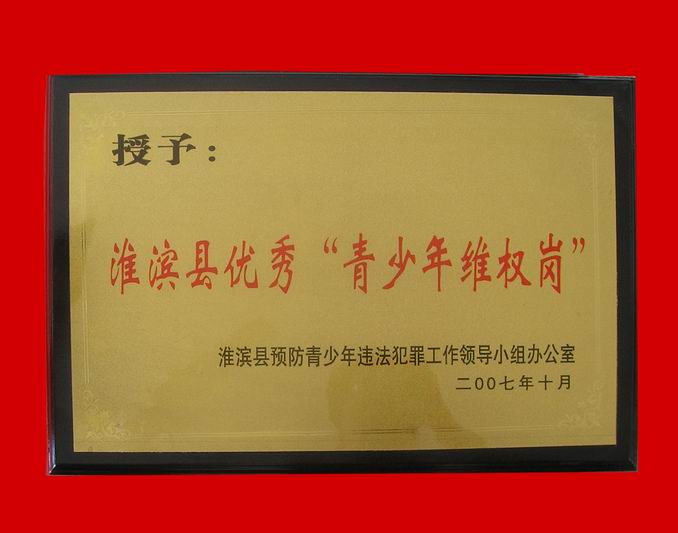 授予：
淮滨县优秀“青少年维权岗”
淮滨县预防青少年违法犯罪工作领导小组办公室
二00七年十月